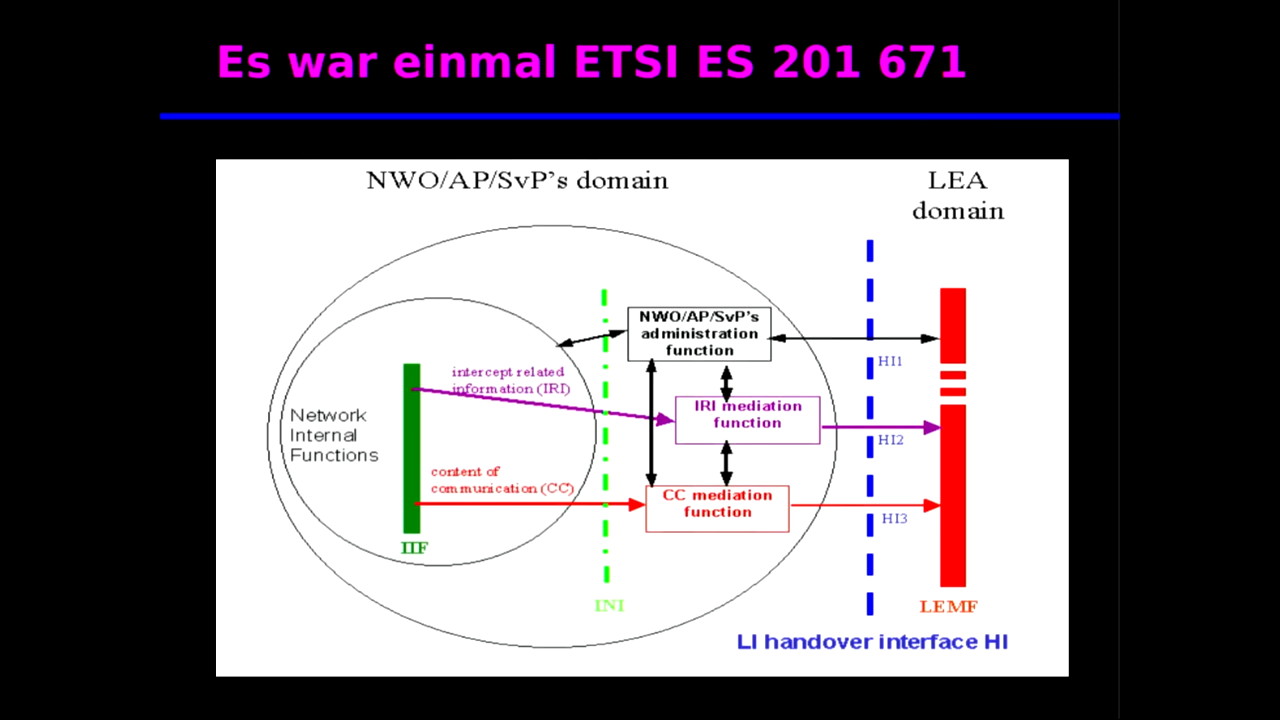 Es war einmal ETSI ES 201 671
NWO/AP/SvP's domain
LEA
domain
NWO/AP/SvP's
administration
function
HI1
intercept related
information (IRI)
IRI mediation
function
HI2
Network
Internal
Functions
content of
communication (CC)
CC mediation
function
HI3
IIF
INI
LEMF
LI handover interface HI